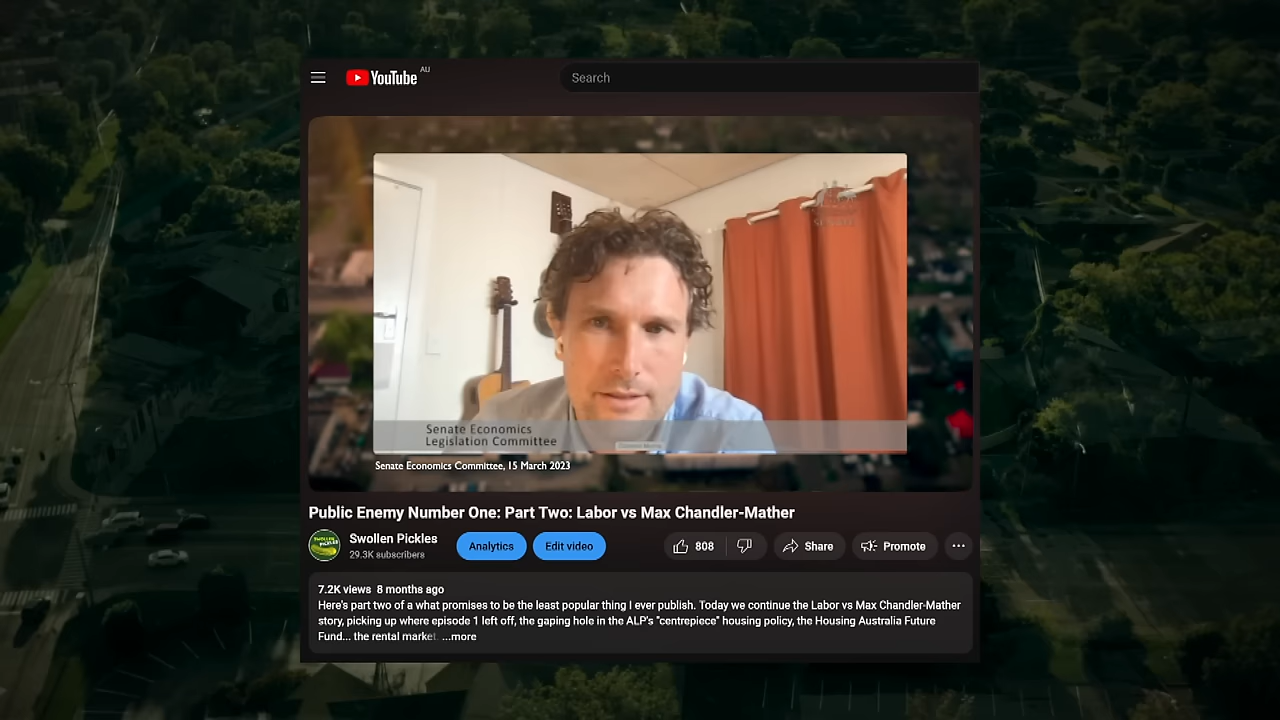 YouTube AU
Search
Senate Economics
Legislation Committee
Senate Economics Committee, 15 March 2023
Public Enemy Number One: Part Two: Labor vs Max Chandler-Mather
SWOLLEN
PICKLES
Swollen Pickles
29.3K subscribers
Analytics
Edit video
808
Share
Promote
7.2K views 8 months ago
Here's part two of a what promises to be the least popular thing I ever publish. Today we continue the Labor vs Max Chandler-Mather
story, picking up where episode 1 left off, the gaping hole in the ALP's "centrepiece" housing policy, the Housing Australia Future
Fund... the rental market. ...more